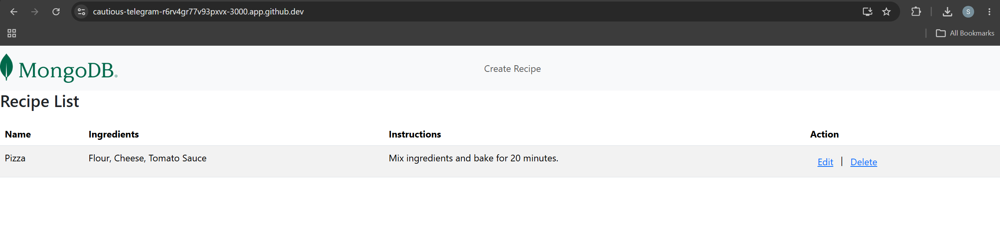 cautious-telegram-r6rv4gr77v93pxvx-3000.app.github.dev
S
All Bookmarks
MongoDB®
Create Recipe
Recipe List
Name Ingredients Instructions Action
Pizza Flour, Cheese, Tomato Sauce Mix ingredients and bake for 20 minutes. Edit | Delete